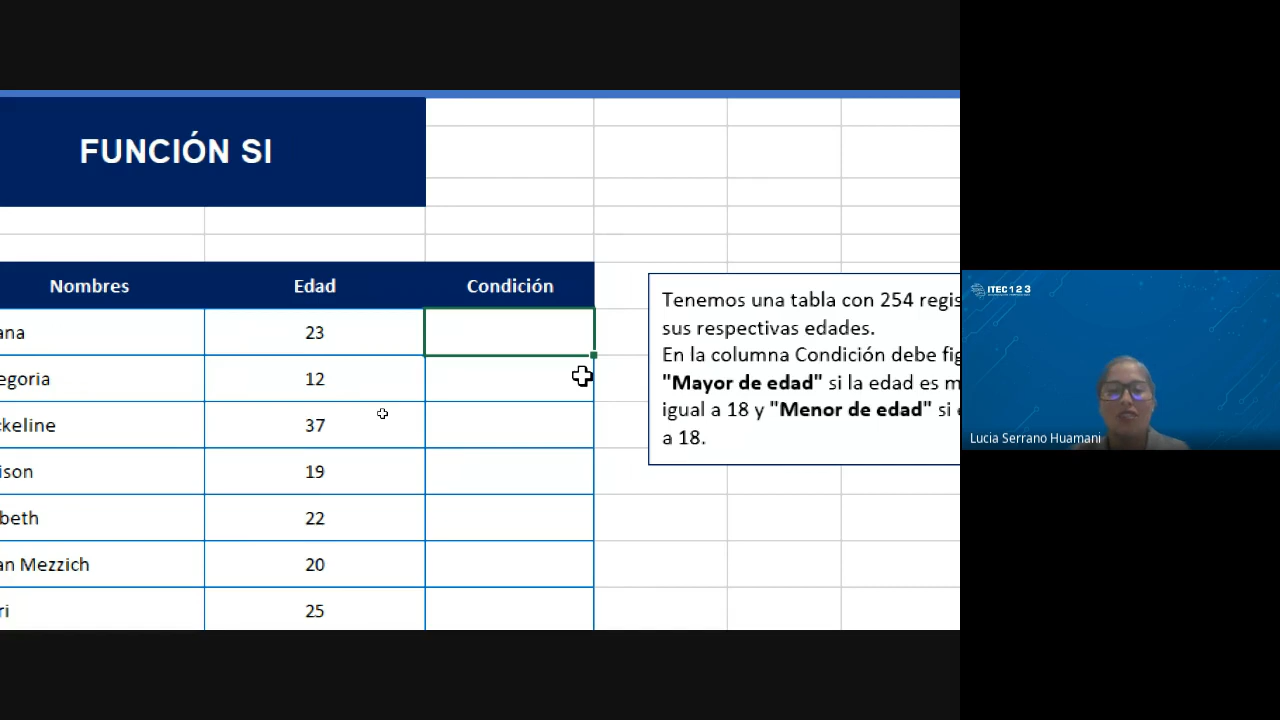 FUNCIÓN SI
Nombres Edad Condición
ana 23
egoria 12
ckeline 37
ison 19
beth 22
an Mezzich 20
ri 25
Tenemos una tabla con 254 regis
sus respectivas edades.
En la columna Condición debe fig
"Mayor de edad" si la edad es m
igual a 18 y "Menor de edad" si
a 18.
ITEC 1 2 3
Lucia Serrano Huamani